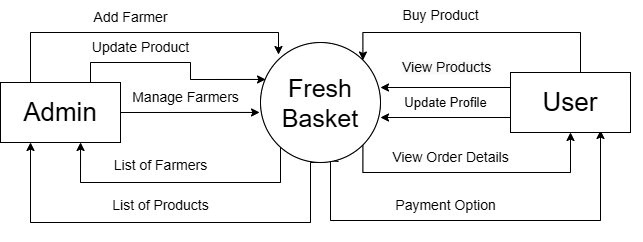 Add Farmer
Buy Product
Update Product
View Products
Fresh
Basket
Admin
Manage Farmers
Update Profile
User
List of Farmers
View Order Details
List of Products
Payment Option